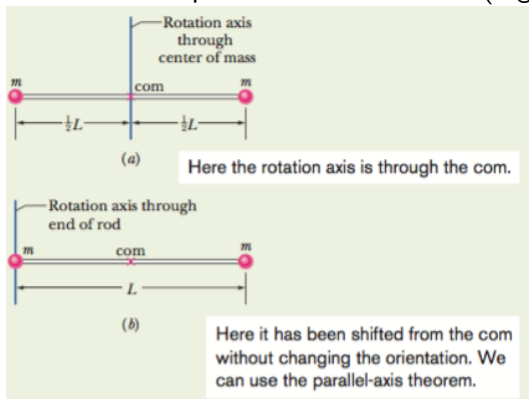 Rotation axis
through
center of mass
m
com
m
½L
½L
(a)
Here the rotation axis is through the com.
Rotation axis through
end of rod
m
com
m
L
(b)
Here it has been shifted from the com
without changing the orientation. We
can use the parallel-axis theorem.